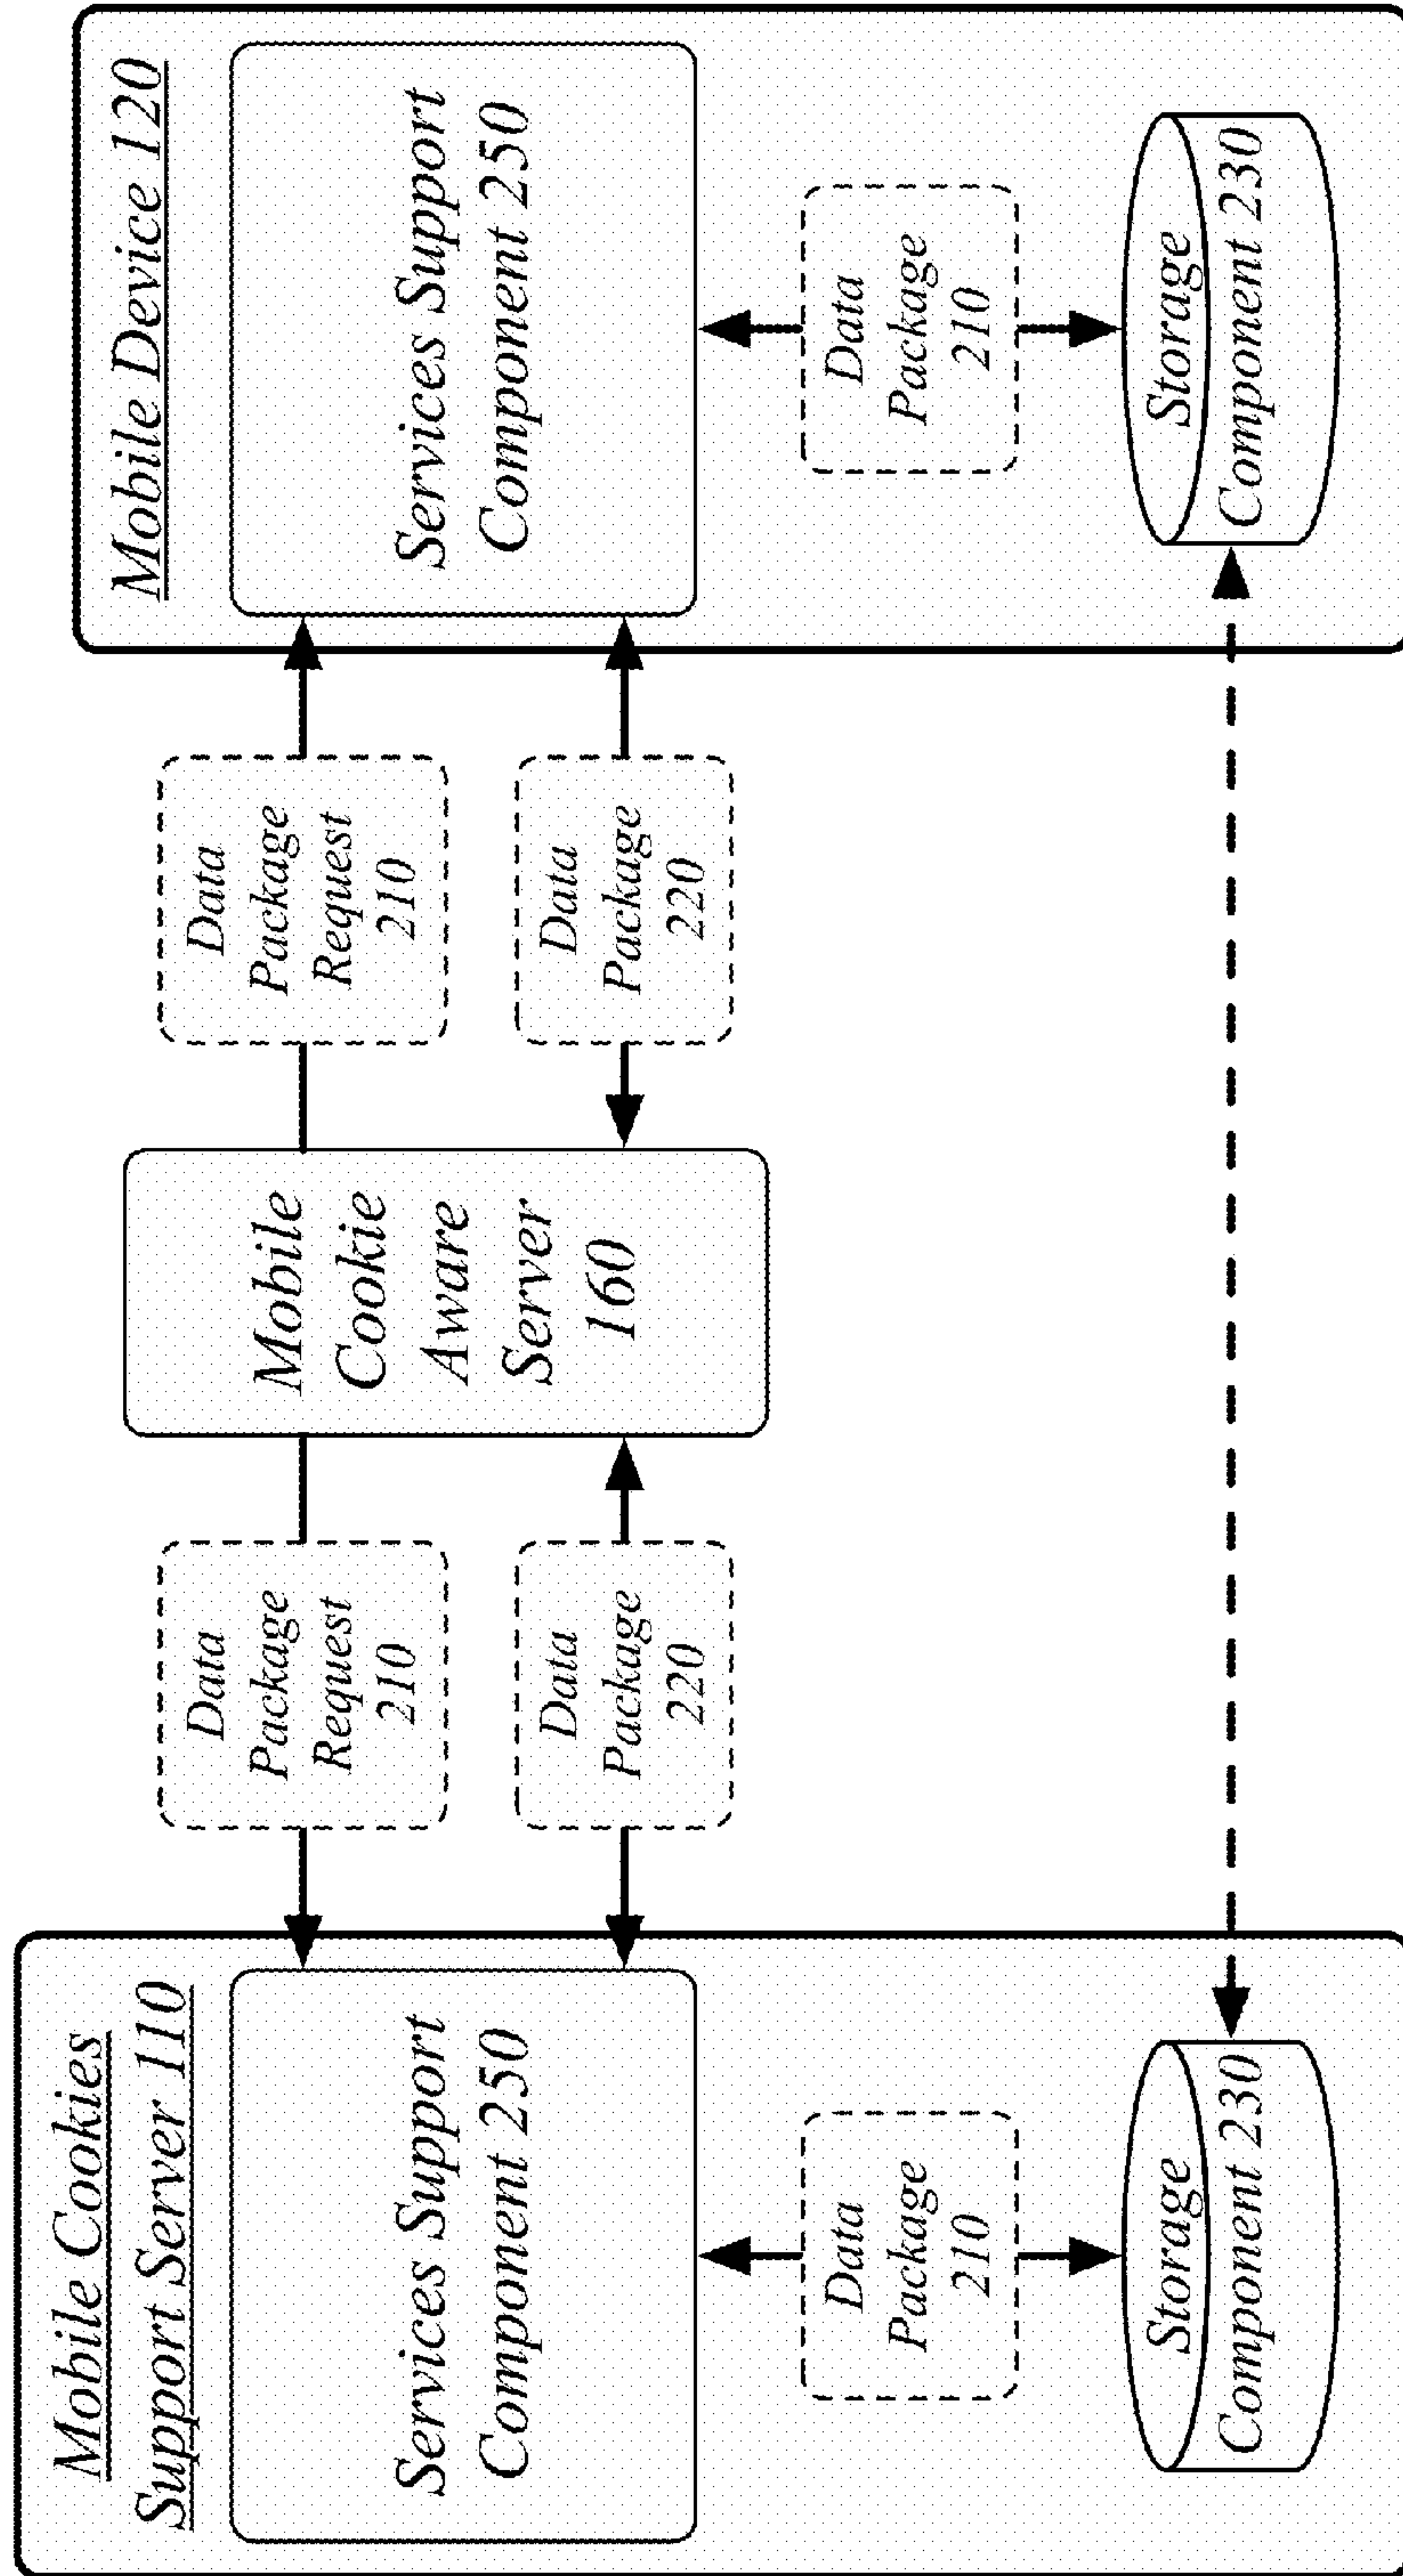 Mobile Cookies
Support Server 110
Services Support
Component 250
Data
Package
210
Storage
Component 230
Data
Package
Request
210
Data
Package
220
Mobile
Cookie
Aware
Server
160
Data
Package
Request
210
Data
Package
220
Mobile Device 120
Services Support
Component 250
Data
Package
210
Storage
Component 230